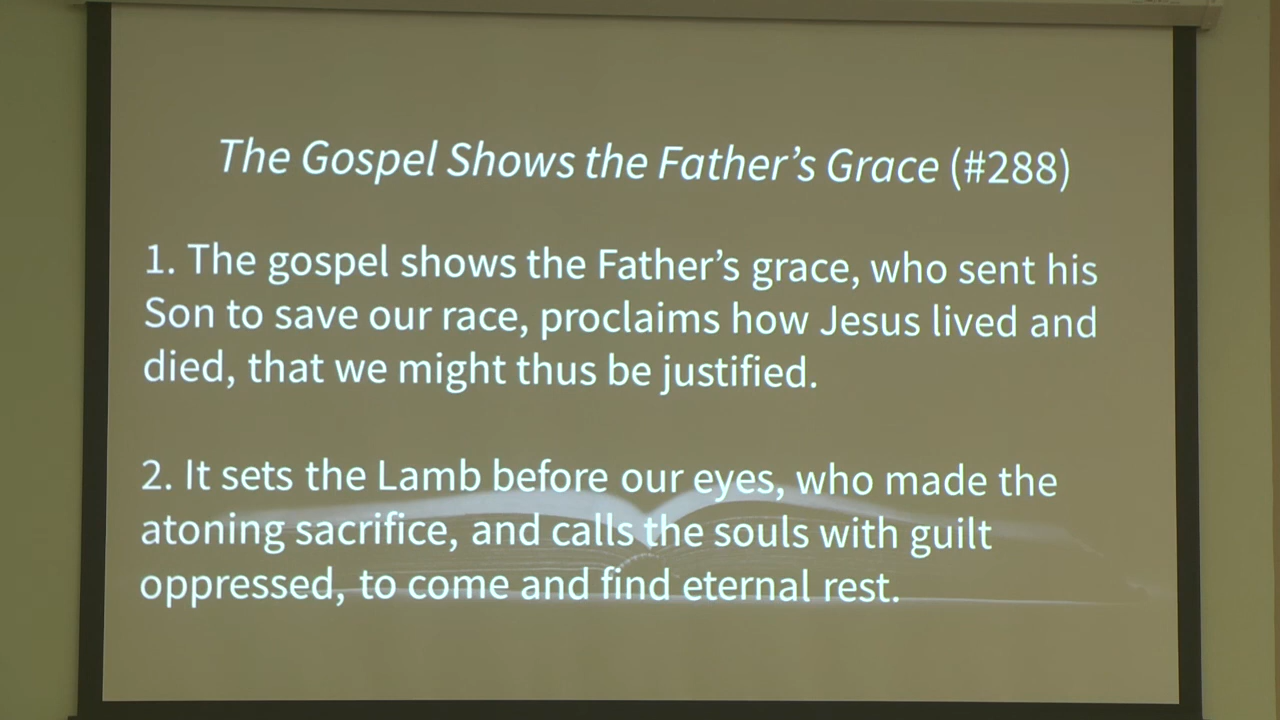 The Gospel Shows the Father’s Grace (#288)
1. The gospel shows the Father’s grace, who sent his
Son to save our race, proclaims how Jesus lived and
died, that we might thus be justified.
2. It sets the Lamb before our eyes, who made the
atoning sacrifice, and calls the souls with guilt
oppressed, to come and find eternal rest.